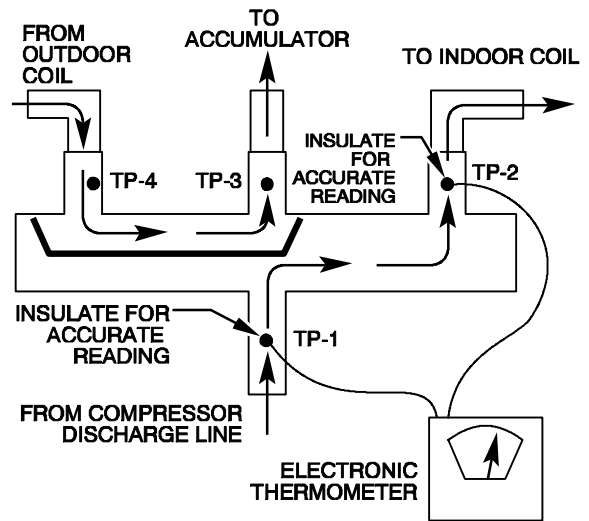 FROM
OUTDOOR
COIL
TO
ACCUMULATOR
TO INDOOR COIL
INSULATE
FOR
ACCURATE
READING
TP-4
TP-3
TP-2
INSULATE FOR
ACCURATE
READING
TP-1
FROM COMPRESSOR
DISCHARGE LINE
ELECTRONIC
THERMOMETER